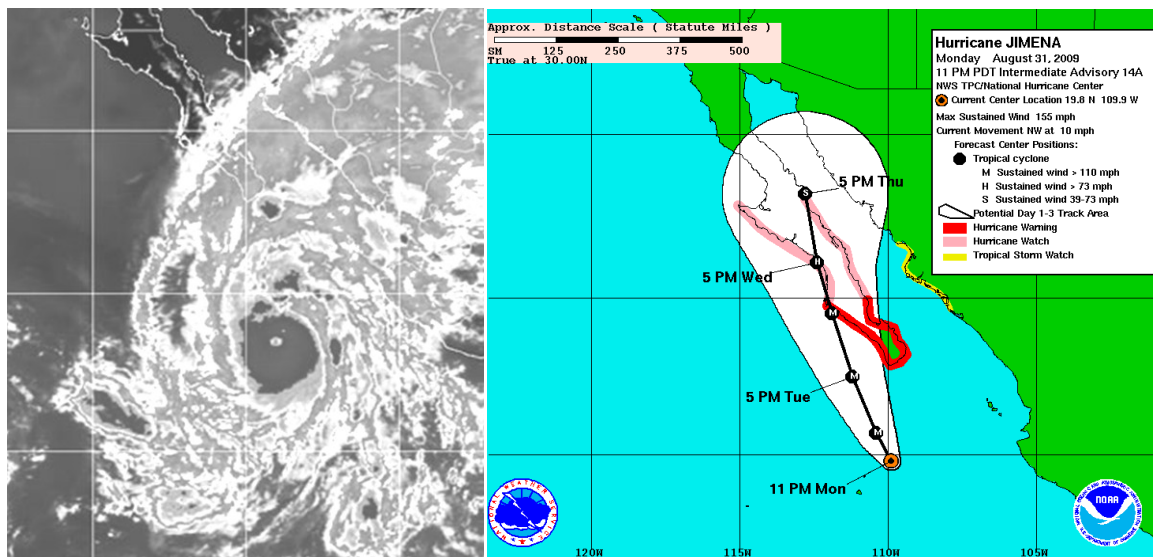 Approx. Distance Scale ( Statute Miles )
SM 125 250 375 500
True at 30.00N
Hurricane JIMENA
Monday August 31, 2009
11 PM PDT Intermediate Advisory 14A
NWS TPC/National Hurricane Center
Current Center Location 19.8 N 109.9 W
Max Sustained Wind 155 mph
Current Movement NW at 10 mph
Forecast Center Positions:
Tropical cyclone
M Sustained wind > 110 mph
H Sustained wind > 73 mph
S Sustained wind 39-73 mph
Potential Day 1-3 Track Area
Hurricane Warning
Hurricane Watch
Tropical Storm Watch
S
5 PM Thu
H
5 PM Wed
M
M
5 PM Tue
M
11 PM Mon
NATIONAL WEATHER SERVICE
NOAA
120W 115W 110W 105W